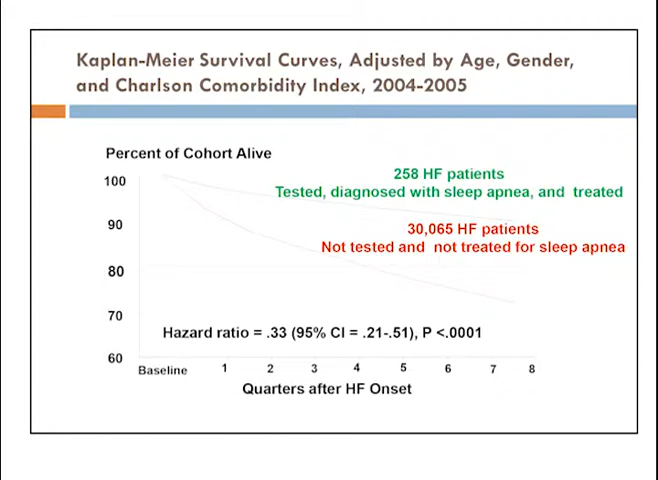 Kaplan-Meier Survival Curves, Adjusted by Age, Gender,
and Charlson Comorbidity Index, 2004-2005
Percent of Cohort Alive
258 HF patients
Tested, diagnosed with sleep apnea, and treated
30,065 HF patients
Not tested and not treated for sleep apnea
100
90
80
70
60
Hazard ratio = .33 (95% CI = .21-.51), P <.0001
Baseline 1 2 3 4 5 6 7 8
Quarters after HF Onset